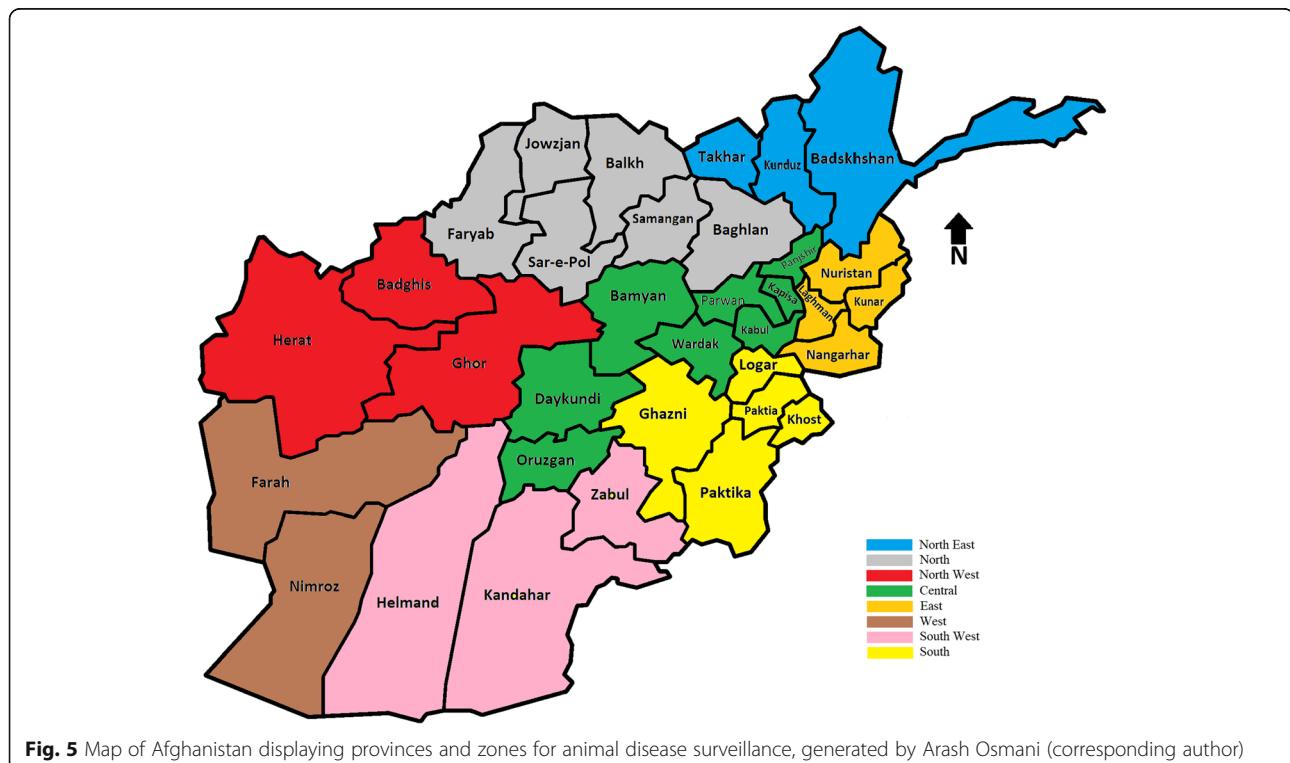 Jowzjan
Balkh
Takhar
Kunduz
Badskhshan
Faryab
Sar-e-Pol
Samangan
Baghlan
N
Badghis
Herat
Ghor
Bamyan
Panjshir
Parwan
Kapisa
Kabul
Wardak
Nuristan
Laghman
Kunar
Nangarhar
Logar
Daykundi
Ghazni
Paktia
Khost
Oruzgan
Farah
Zabul
Paktika
Nimroz
Helmand
Kandahar
North East
North
North West
Central
East
West
South West
South
Fig. 5 Map of Afghanistan displaying provinces and zones for animal disease surveillance, generated by Arash Osmani (corresponding author)